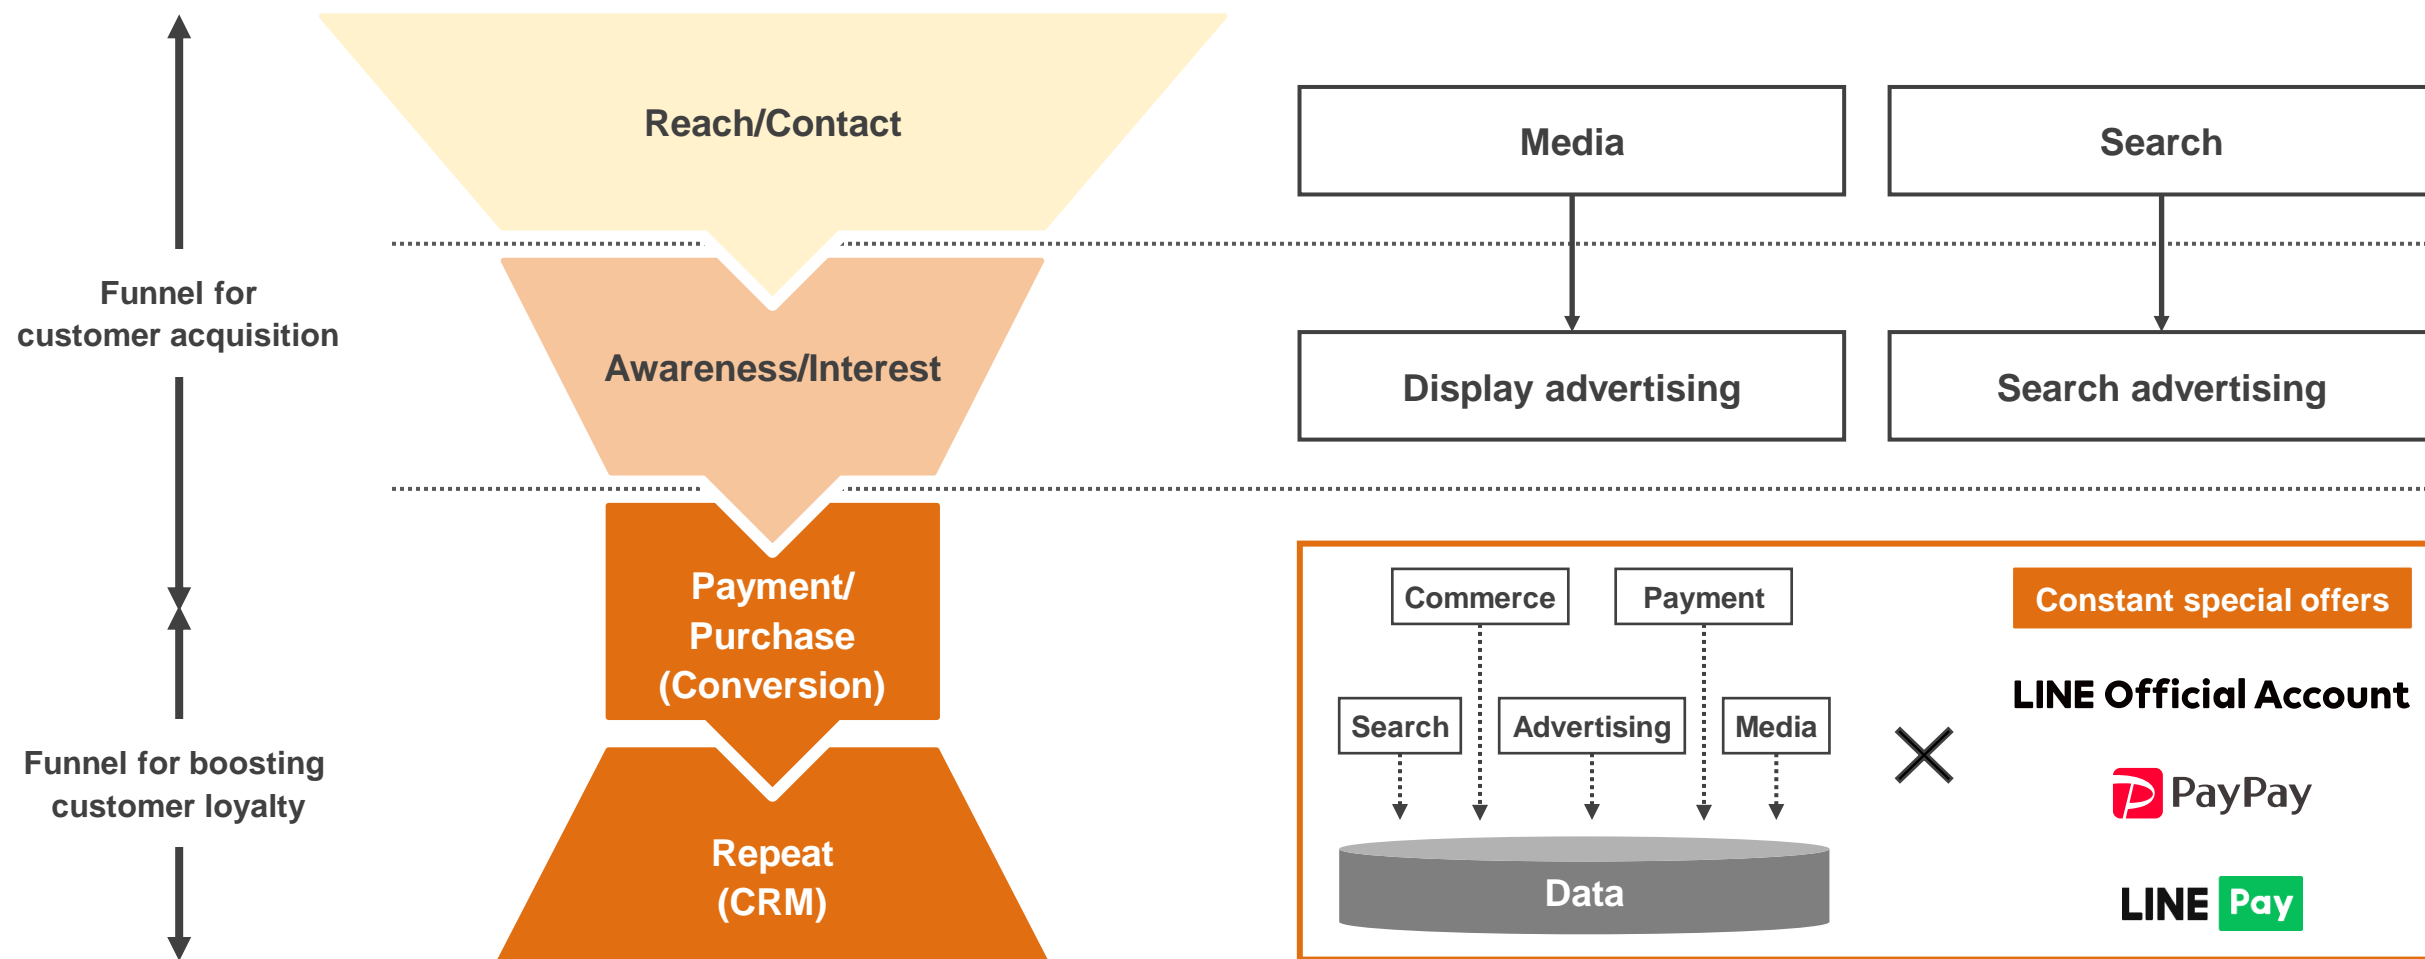 Reach/Contact
Media
Search
Funnel for
customer acquisition
Awareness/Interest
Display advertising
Search advertising
Payment/
Purchase
(Conversion)
Commerce
Payment
Constant special offers
LINE Official Account
Search
Advertising
Media
Funnel for boosting
customer loyalty
PayPay
Repeat
(CRM)
Data
LINE Pay